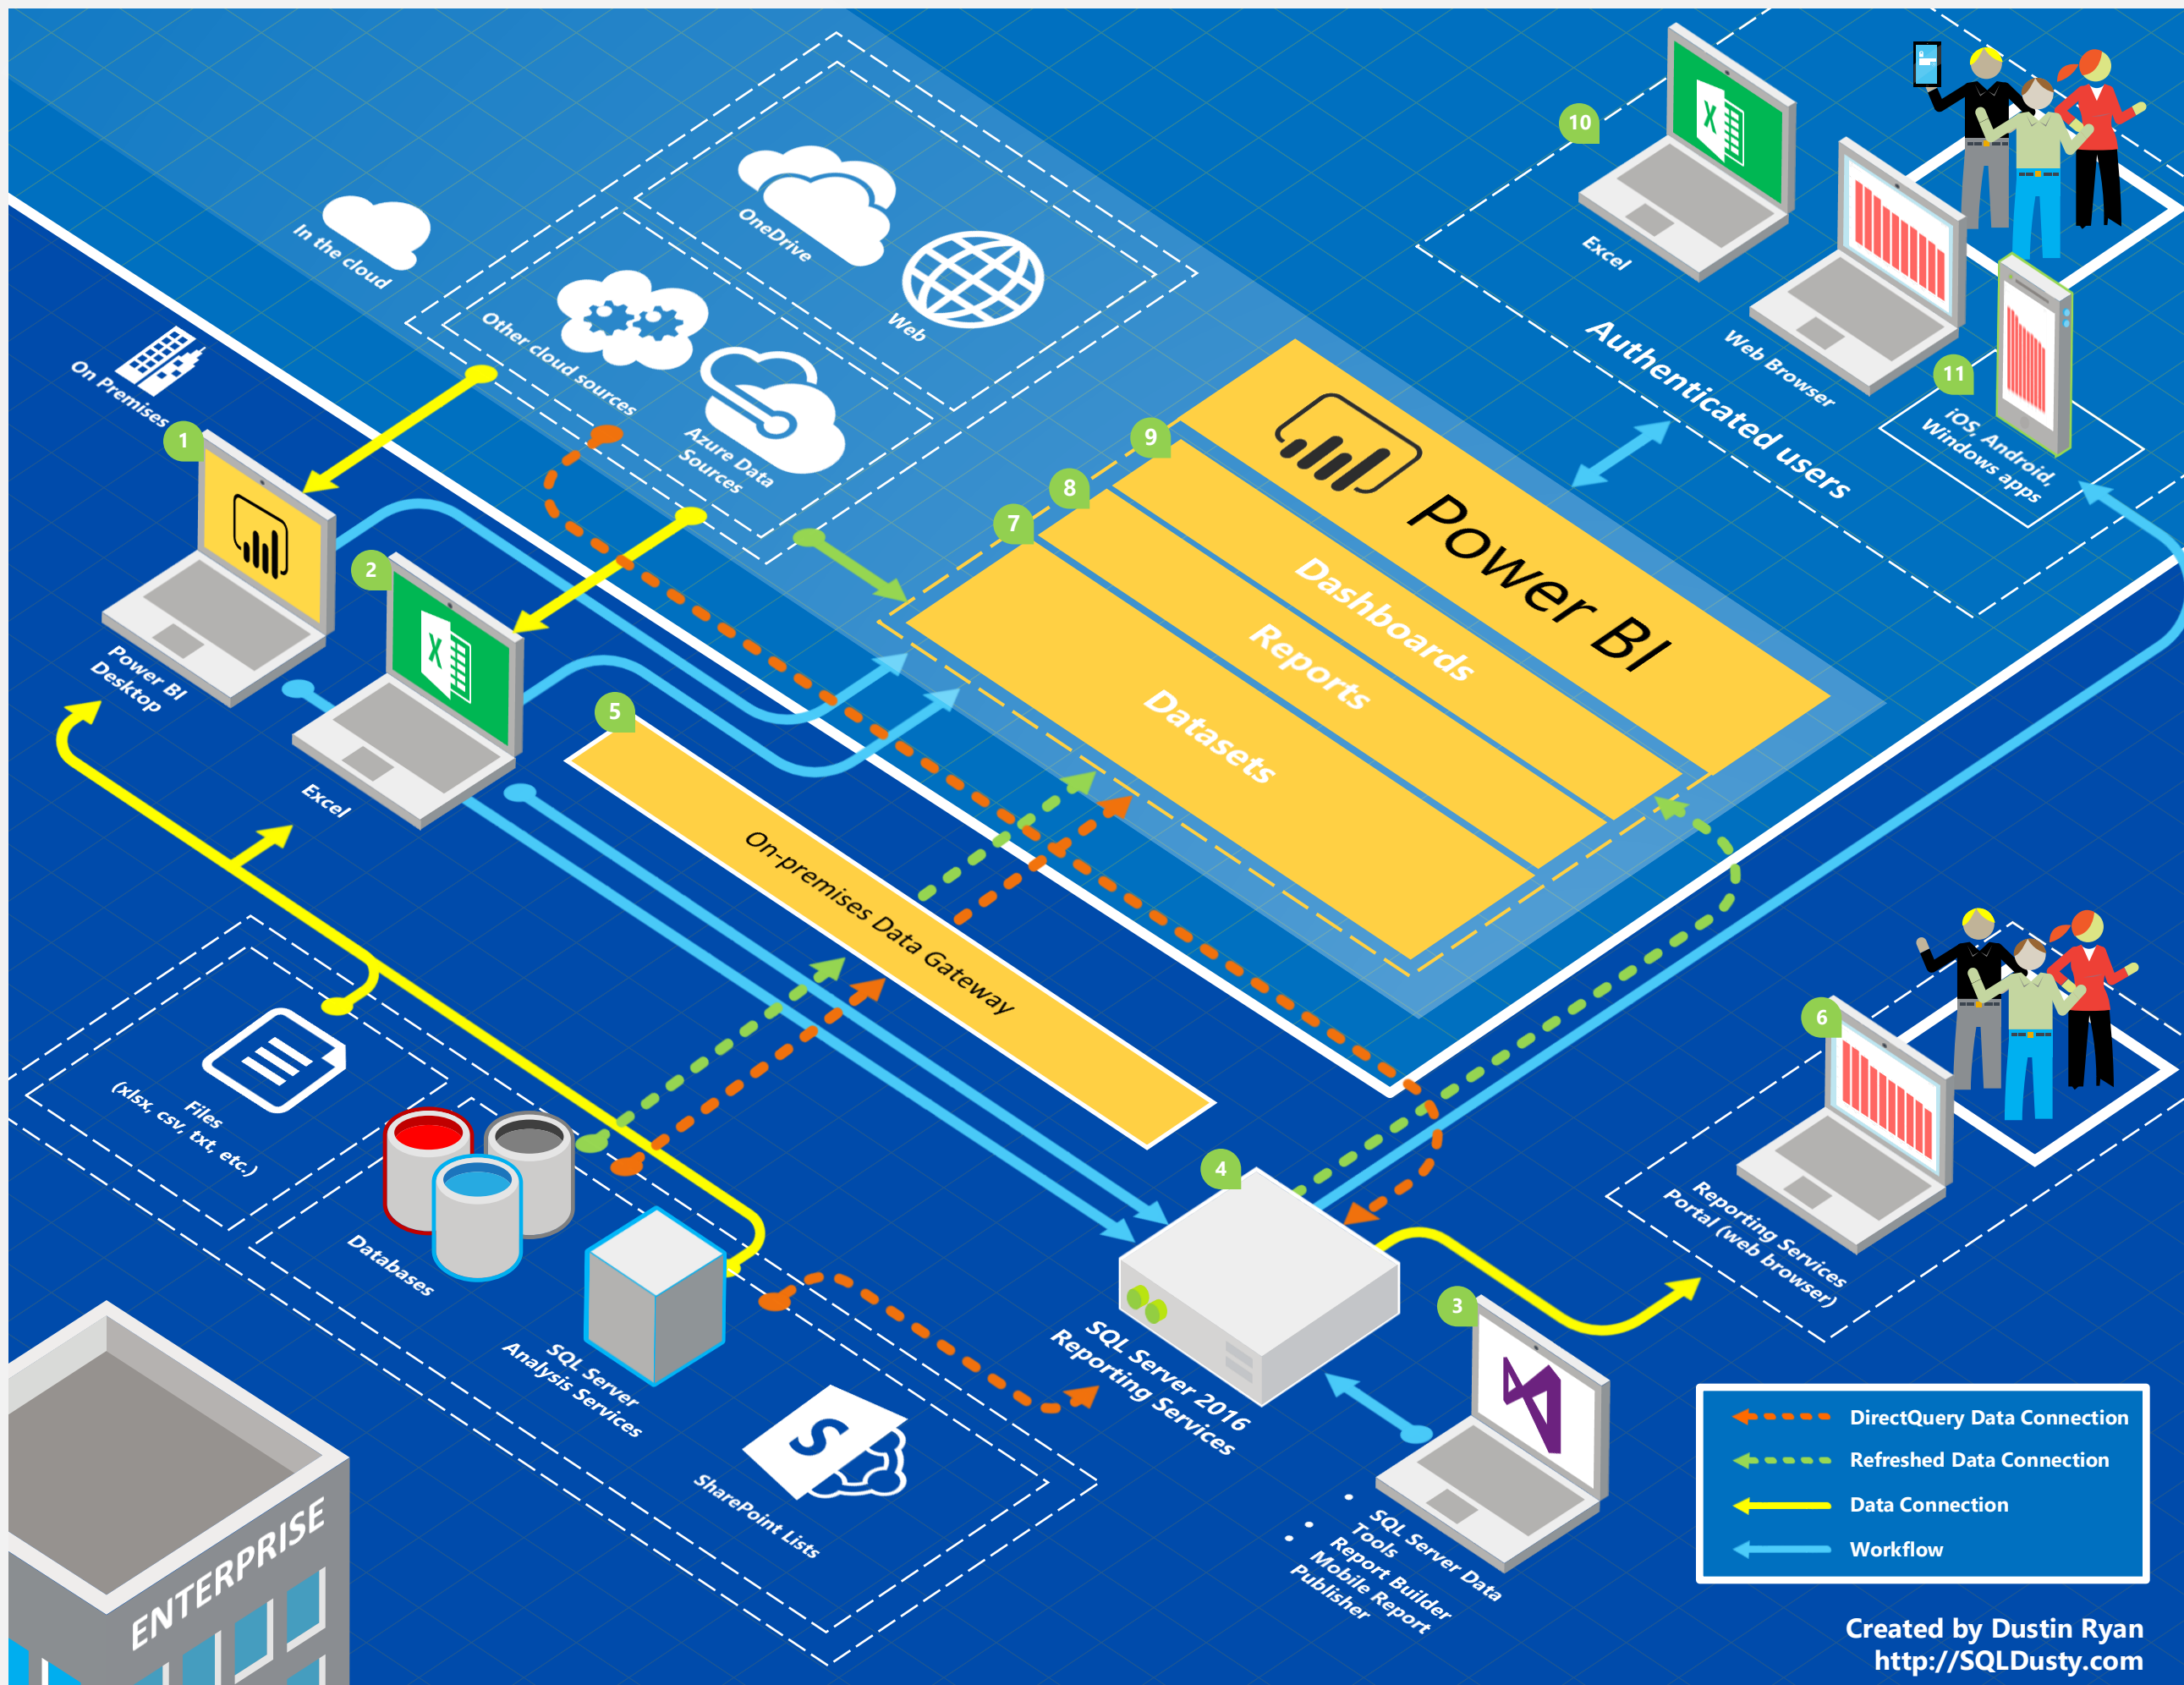 10
OneDrive
In the cloud
Web
Excel
Other cloud sources
Web Browser
Authenticated users
On Premises
11
iOS, Android,
Windows apps
1
9
Azure Data
Sources
8
7
Power BI
2
Dashboards
Reports
Datasets
Power BI
Desktop
5
Excel
On-premises Data Gateway
6
Files
(xlsx, csv, txt, etc.)
4
Databases
Reporting Services
Portal (web browser)
3
SQL Server
Analysis Services
SQL Server 2016
Reporting Services
S
SharePoint Lists
• SQL Server Data
Tools
• Report Builder
• Mobile Report
Publisher
DirectQuery Data Connection
Refreshed Data Connection
Data Connection
Workflow
ENTERPRISE
Created by Dustin Ryan
http://SQLDusty.com